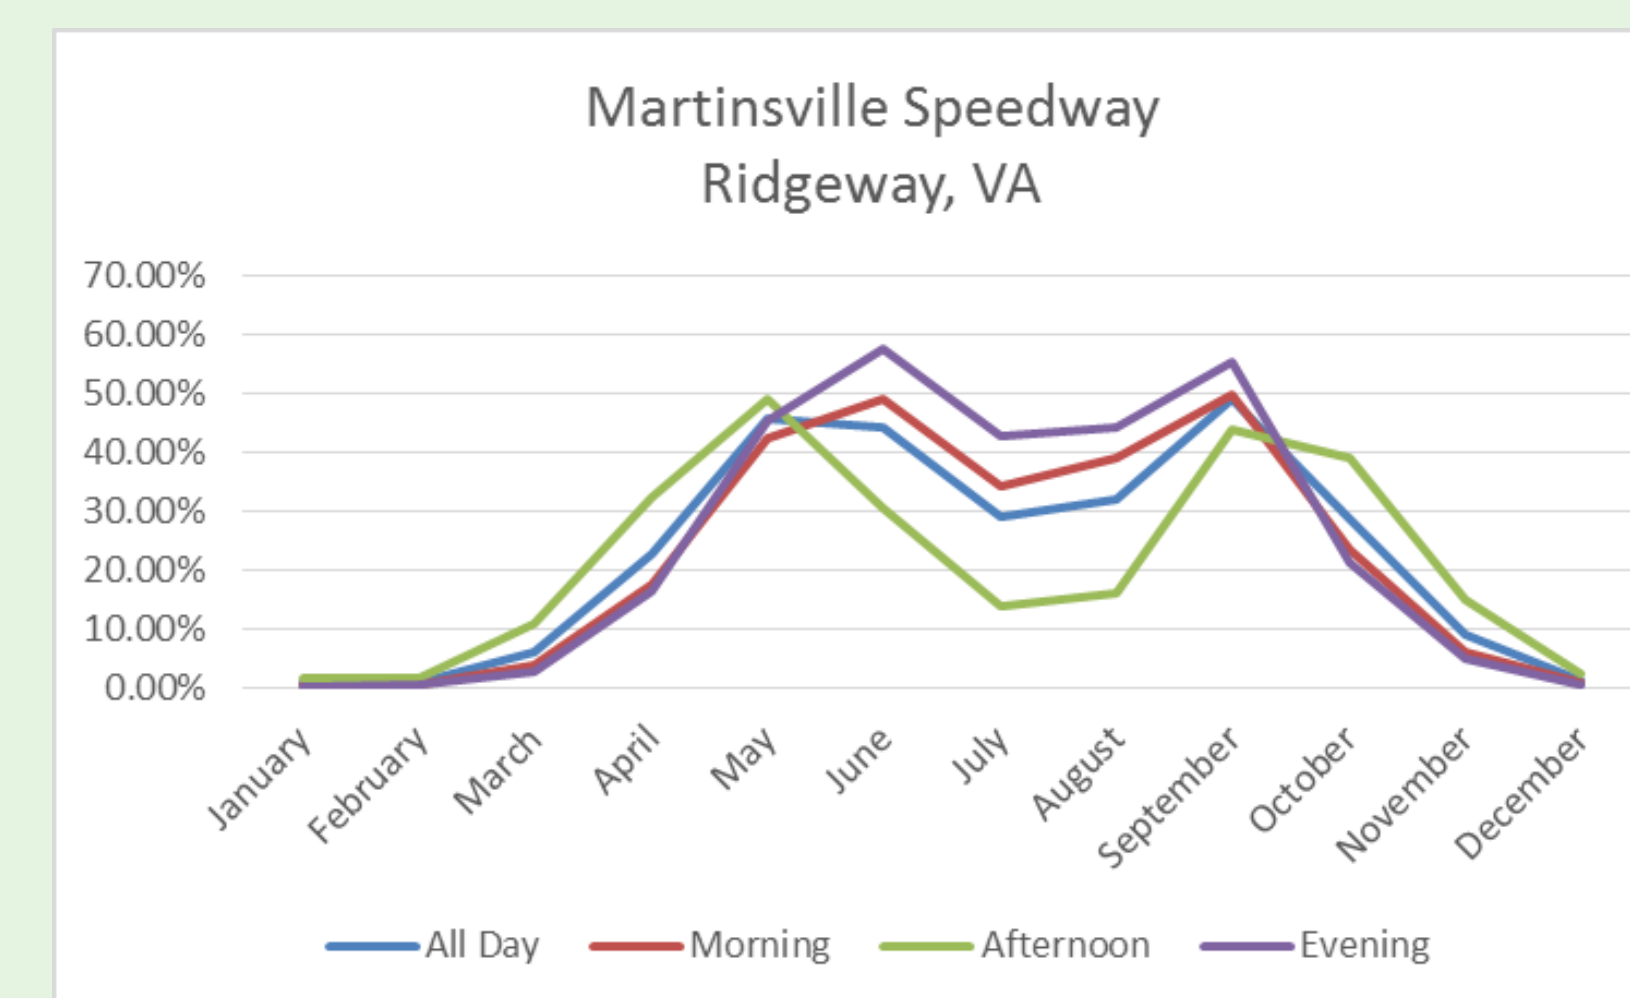 Martinsville Speedway
Ridgeway, VA
70.00%
60.00%
50.00%
40.00%
30.00%
20.00%
10.00%
0.00%
January
February
March
April
May
June
July
August
September
October
November
December
All Day
Morning
Afternoon
Evening